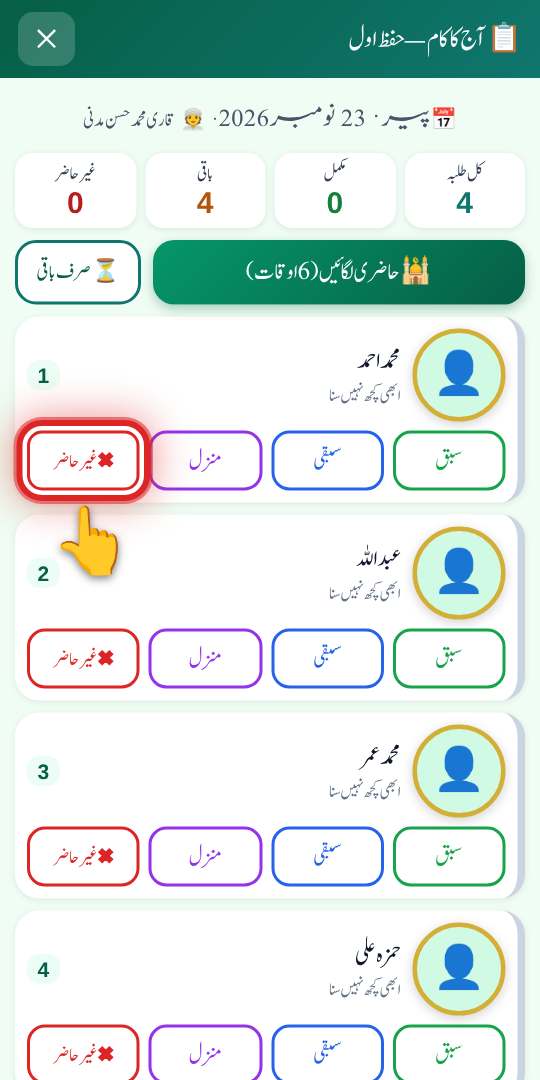 📋 آج کا کام — حفظ اول
📅 پیر · 23 نومبر 2026 · 👳 قاری محمد حسن مدنی
کل طلبہ
4
مکمل
0
باقی
4
غیر حاضر
0
🕌 حاضری لگائیں (6 اوقات)
⏳ صرف باقی
محمد احمد
ابھی کچھ نہیں سنا
1
سبق
سبقی
منزل
✖ غیر حاضر
عبداللہ
ابھی کچھ نہیں سنا
2
سبق
سبقی
منزل
✖ غیر حاضر
محمد عمر
ابھی کچھ نہیں سنا
3
سبق
سبقی
منزل
✖ غیر حاضر
حمزہ علی
ابھی کچھ نہیں سنا
4
سبق
سبقی
منزل
✖ غیر حاضر